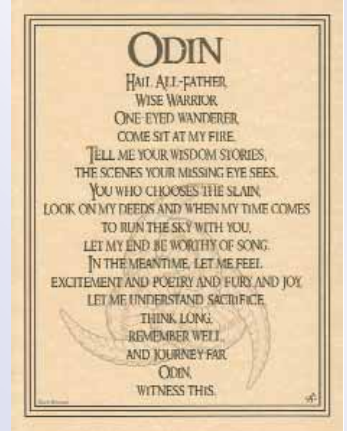 ODIN
HAIL ALL-FATHER,
WISE WARRIOR
ONE-EYED WANDERER,
COME SIT AT MY FIRE.
TELL ME YOUR WISDOM STORIES,
THE SCENES YOUR MISSING EYE SEES.
YOU WHO CHOOSES THE SLAIN,
LOOK ON MY DEEDS AND WHEN MY TIME COMES
TO RUN THE SKY WITH YOU,
LET MY END BE WORTHY OF SONG.
IN THE MEANTIME, LET ME FEEL
EXCITEMENT AND POETRY AND FURY AND JOY,
LET ME UNDERSTAND SACRIFICE,
THINK LONG,
REMEMBER WELL,
AND JOURNEY FAR
ODIN,
WITNESS THIS.